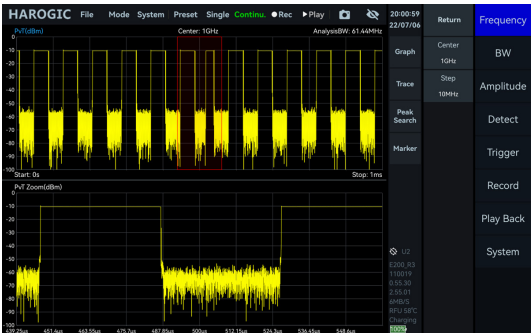 HAROGIC File Mode System Preset Single Continu. Rec Play 20:00:59 22/07/06
PvT(dBm) Center: 1GHz AnalysisBW: 61.44MHz
0
-10
-20
-30
-40
-50
-60
-70
-80
-90
-100
Start: 0s Stop: 1ms
PvT Zoom(dBm)
0
-10
-20
-30
-40
-50
-60
-70
-80
-90
-100
439.25us 451.4us 463.55us 475.7us 487.85us 500us 512.15us 524.3us 536.45us 548.6us
Graph
Trace
Peak
Search
Marker
U2
E200_R3
110019
0.55.30
2.55.01
6MB/S
RFU 58°C
Charging
100%
Return
Center
1GHz
Step
10MHz
Frequency
BW
Amplitude
Detect
Trigger
Record
Play Back
System